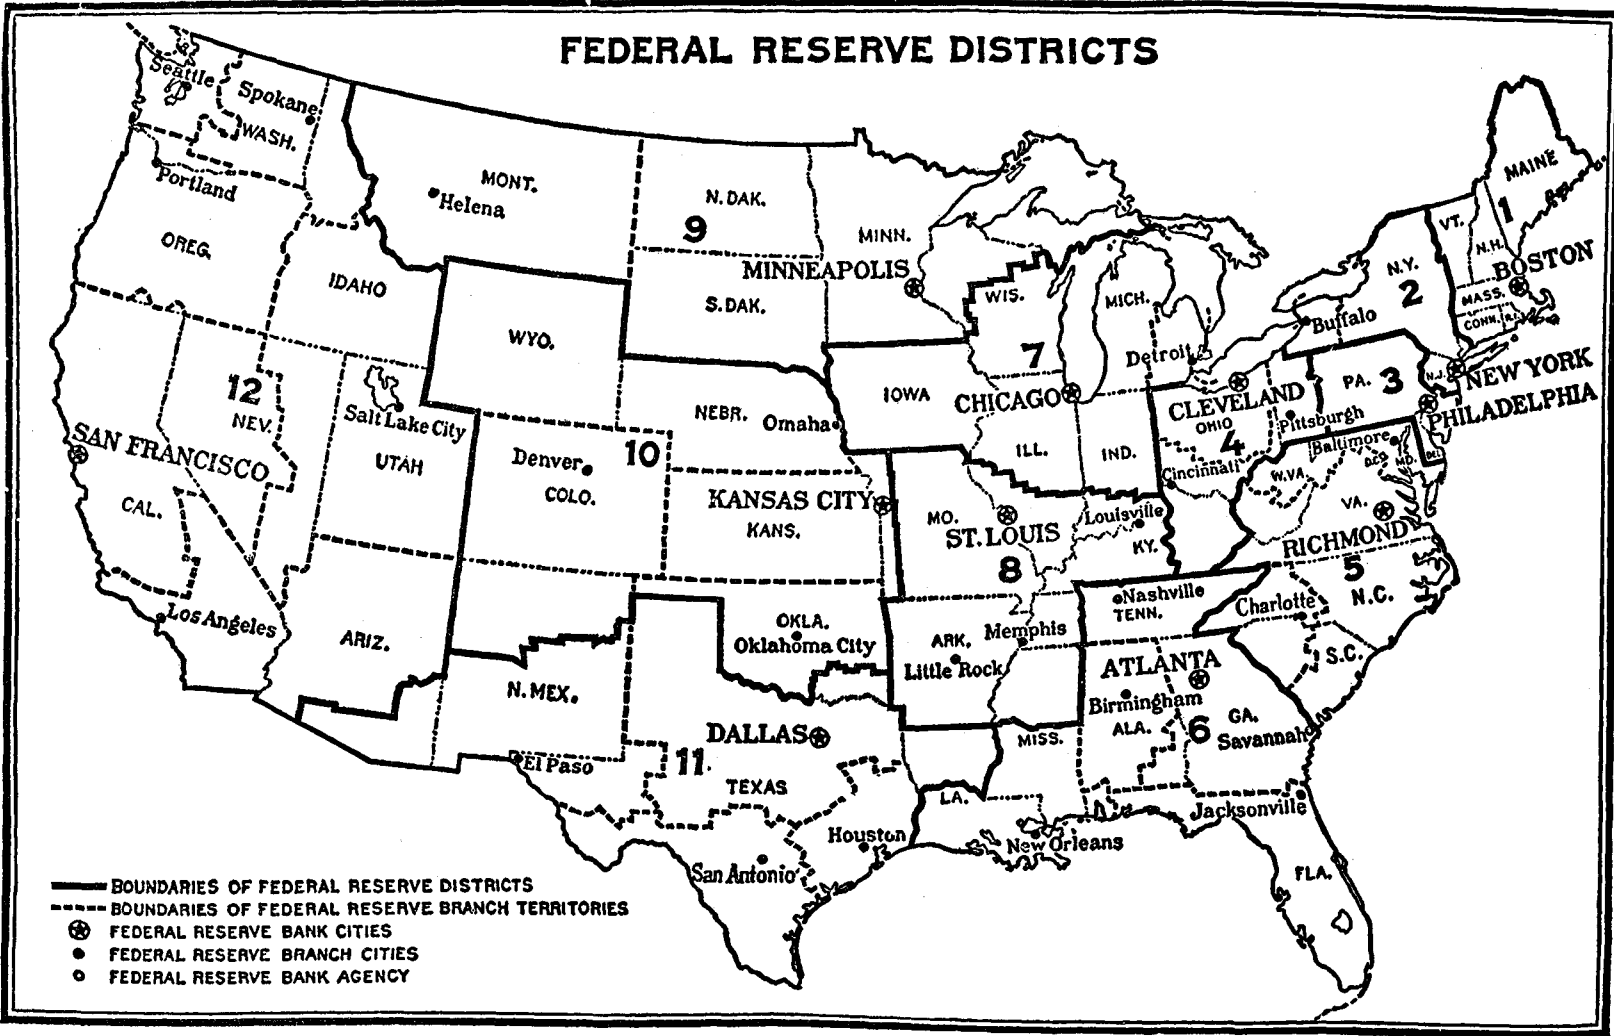 FEDERAL RESERVE DISTRICTS
Seattle
Spokane
WASH.
Portland
OREG.
IDAHO
MONT.
Helena
N. DAK.
9
S. DAK.
MINN.
MINNEAPOLIS
WIS.
MICH.
Detroit
7
MAINE
1
VT.
N.H.
BOSTON
MASS.
CONN.
R.I.
N.Y.
2
Buffalo
NEW YORK
N.J.
PA.
3
PHILADELPHIA
Pittsburgh
CLEVELAND
OHIO
4
Cincinnati
WYO.
12
NEV.
SAN FRANCISCO
CAL.
Los Angeles
Salt Lake City
UTAH
ARIZ.
Denver
COLO.
10
NEBR.
Omaha
IOWA
CHICAGO
ILL.
IND.
KANSAS CITY
KANS.
MO.
ST. LOUIS
8
Louisville
KY.
Baltimore
W.VA.
D.C.
MD.
DEL.
VA.
RICHMOND
5
N.C.
Charlotte
S.C.
Nashville
TENN.
Memphis
ARK.
Little Rock
OKLA.
Oklahoma City
N. MEX.
El Paso
DALLAS
11
TEXAS
Houston
San Antonio
LA.
New Orleans
MISS.
ATLANTA
Birmingham
ALA.
6
GA.
Savannah
Jacksonville
FLA.
BOUNDARIES OF FEDERAL RESERVE DISTRICTS
BOUNDARIES OF FEDERAL RESERVE BRANCH TERRITORIES
FEDERAL RESERVE BANK CITIES
FEDERAL RESERVE BRANCH CITIES
FEDERAL RESERVE BANK AGENCY